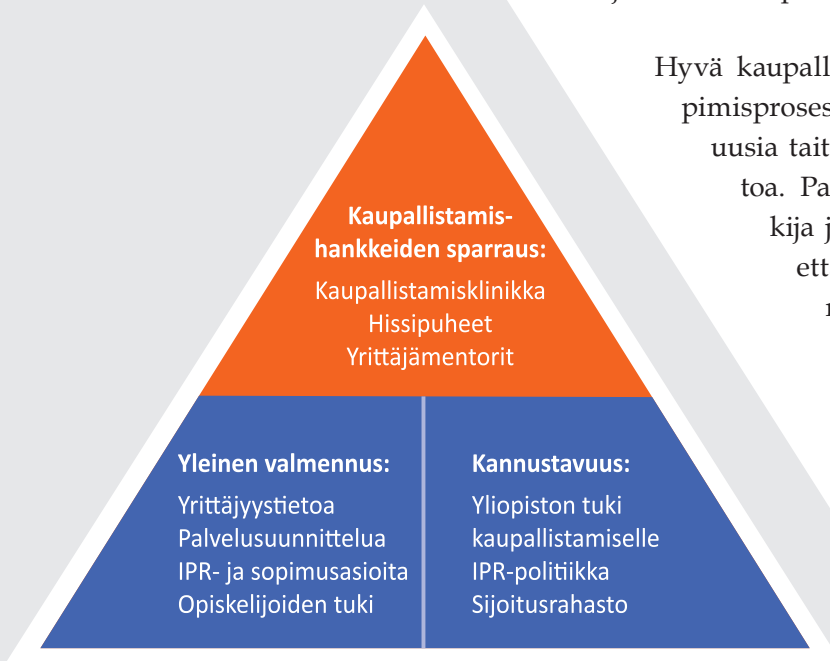 Hyvä kaupall
pimisproses
uusia tait
toa. Pa
kija j
ett
Kaupallistamis-
hankkeiden sparraus:
Kaupallistamisklinikka
Hissipuheet
Yrittäjämentorit
Yleinen valmennus:
Yrittäjyystietoa
Palvelusuunnittelua
IPR- ja sopimusasioita
Opiskelijoiden tuki
Kannustavuus:
Yliopiston tuki
kaupallistamiselle
IPR-politiikka
Sijoitusrahasto